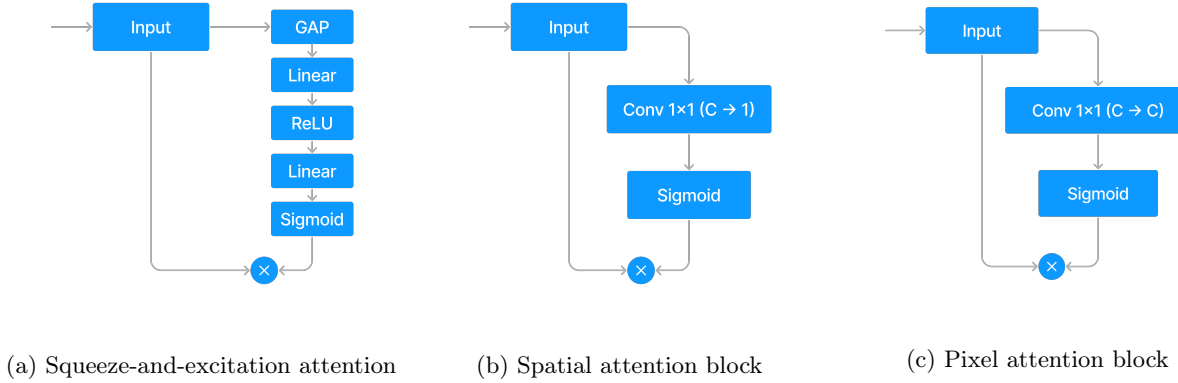 Input
GAP
Linear
ReLU
Linear
Sigmoid
×
(a) Squeeze-and-excitation attention
Input
Conv 1×1 (C → 1)
Sigmoid
×
(b) Spatial attention block
Input
Conv 1×1 (C → C)
Sigmoid
×
(c) Pixel attention block